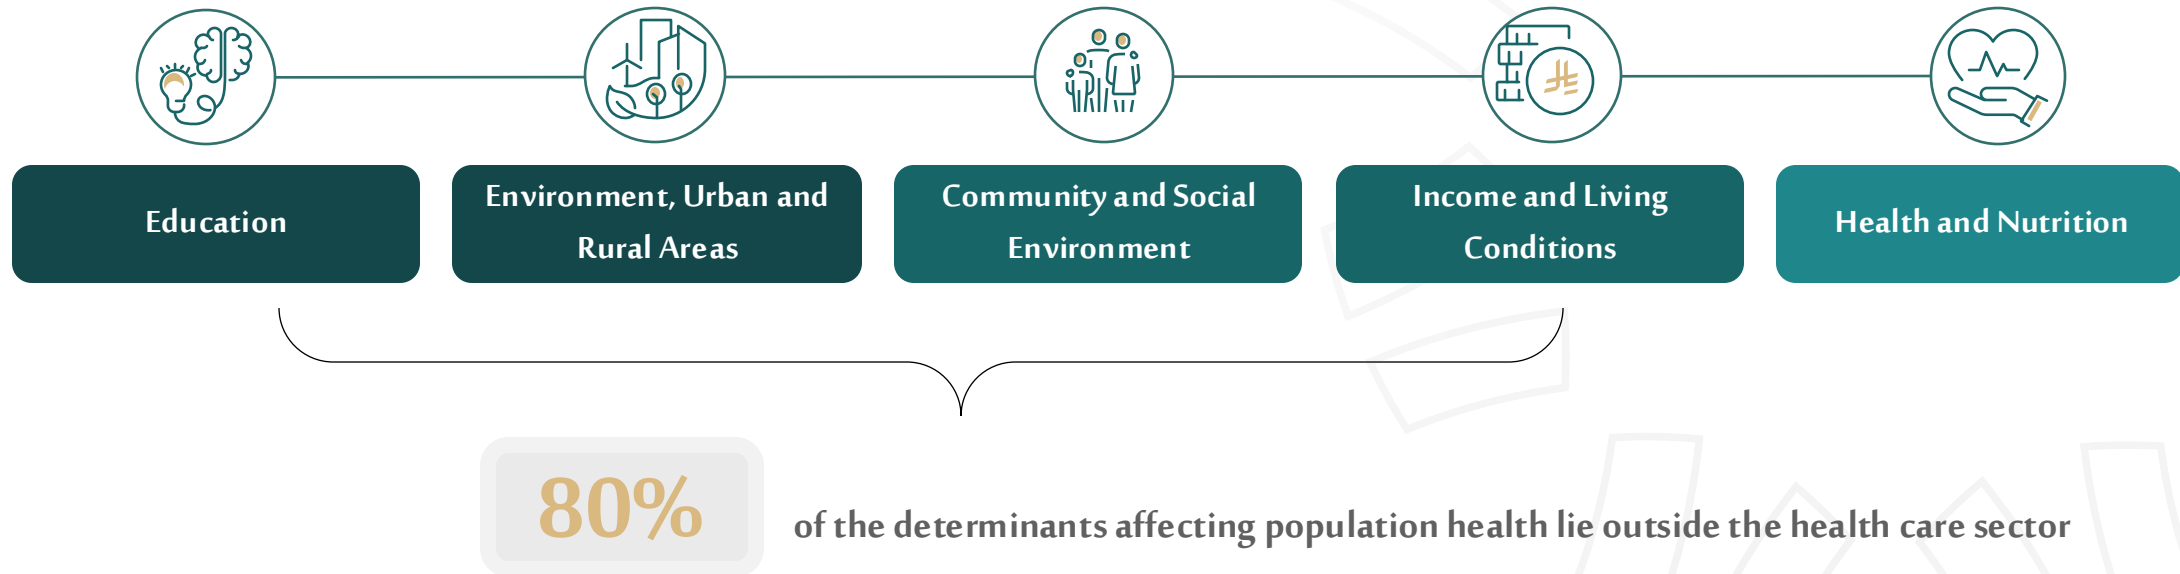 Education
Environment, Urban and
Rural Areas
Community and Social
Environment
Income and Living
Conditions
Health and Nutrition
80%
of the determinants affecting population health lie outside the health care sector